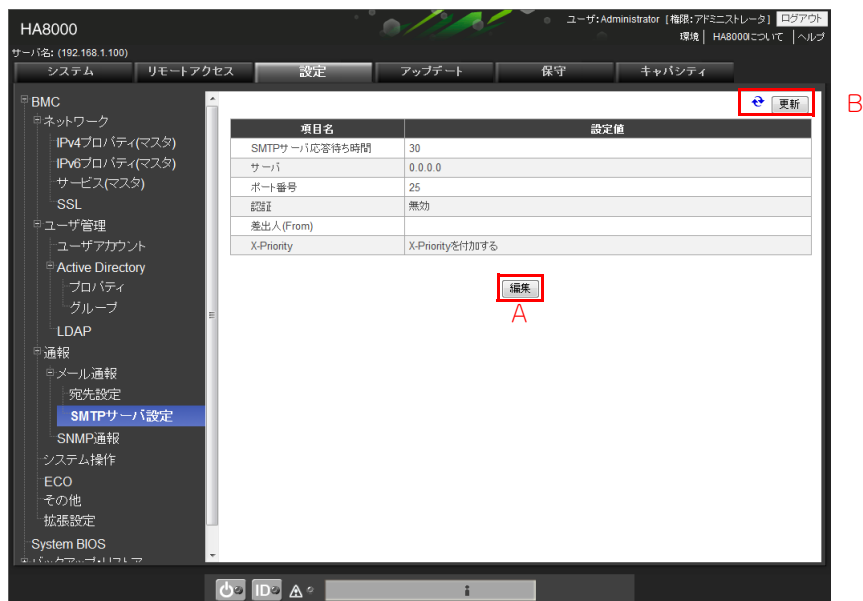 HA8000
ユーザ:Administrator [権限:アドミニストレータ] ログアウト
環境 | HA8000について | ヘルプ
サーバ名: (192.168.1.100)
システム リモートアクセス 設定 アップデート 保守 キャパシティ
BMC
ネットワーク
IPv4プロパティ(マスタ)
IPv6プロパティ(マスタ)
サービス(マスタ)
SSL
ユーザ管理
ユーザアカウント
Active Directory
プロパティ
グループ
LDAP
通報
メール通報
宛先設定
SMTPサーバ設定
SNMP通報
システム操作
ECO
その他
拡張設定
System BIOS
バックアップ・リストア
更新
B
項目名 設定値
SMTPサーバ応答待ち時間 30
サーバ 0.0.0.0
ポート番号 25
認証 無効
差出人(From)
X-Priority X-Priorityを付加する
編集
A
ID